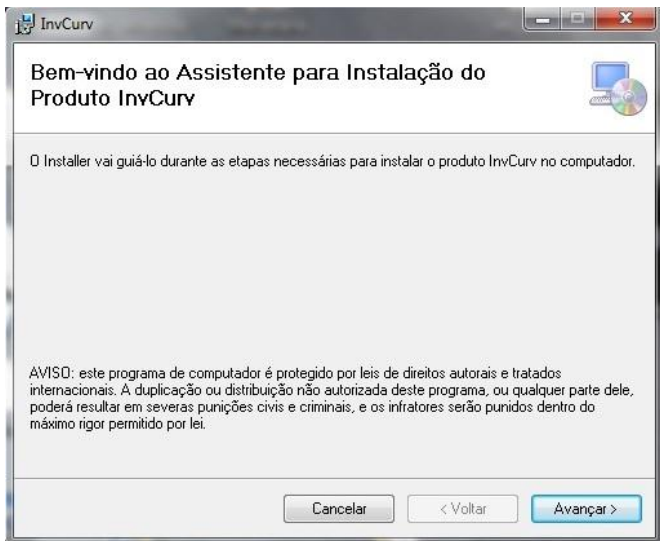 InvCurv
Bem-vindo ao Assistente para Instalação do
Produto InvCurv
O Installer vai guiá-lo durante as etapas necessárias para instalar o produto InvCurv no computador.
AVISO: este programa de computador é protegido por leis de direitos autorais e tratados
internacionais. A duplicação ou distribuição não autorizada deste programa, ou qualquer parte dele,
poderá resultar em severas punições civis e criminais, e os infratores serão punidos dentro do
máximo rigor permitido por lei.
Cancelar < Voltar Avançar >